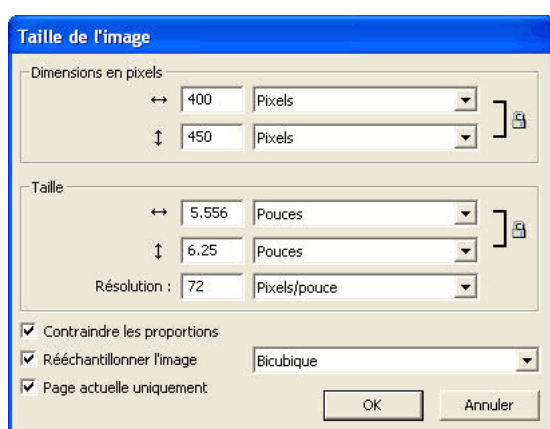 Taille de l'image
Dimensions en pixels
400 Pixels
450 Pixels
Taille
5.556 Pouces
6.25 Pouces
Résolution : 72 Pixels/pouce
Contraindre les proportions
Rééchantillonner l'image Bicubique
Page actuelle uniquement
OK Annuler